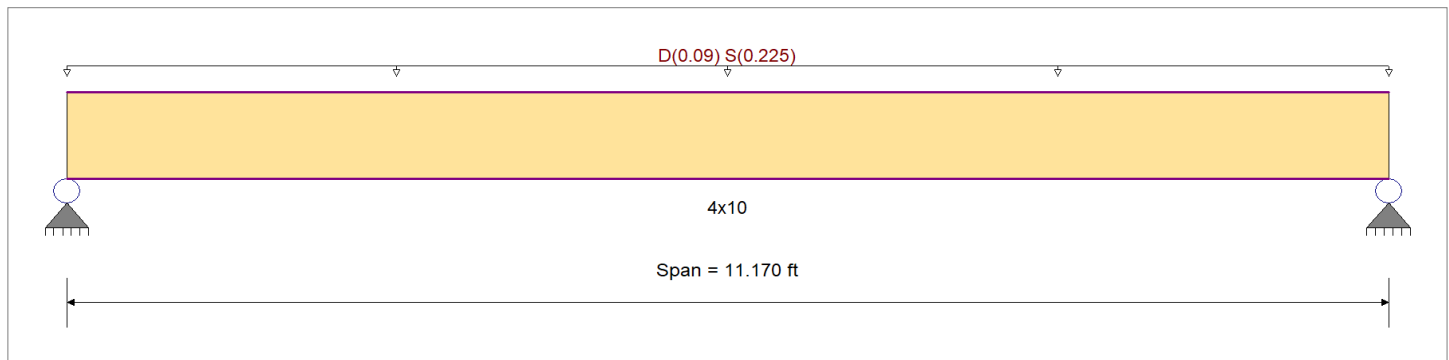 D(0.09) S(0.225)
4x10
Span = 11.170 ft